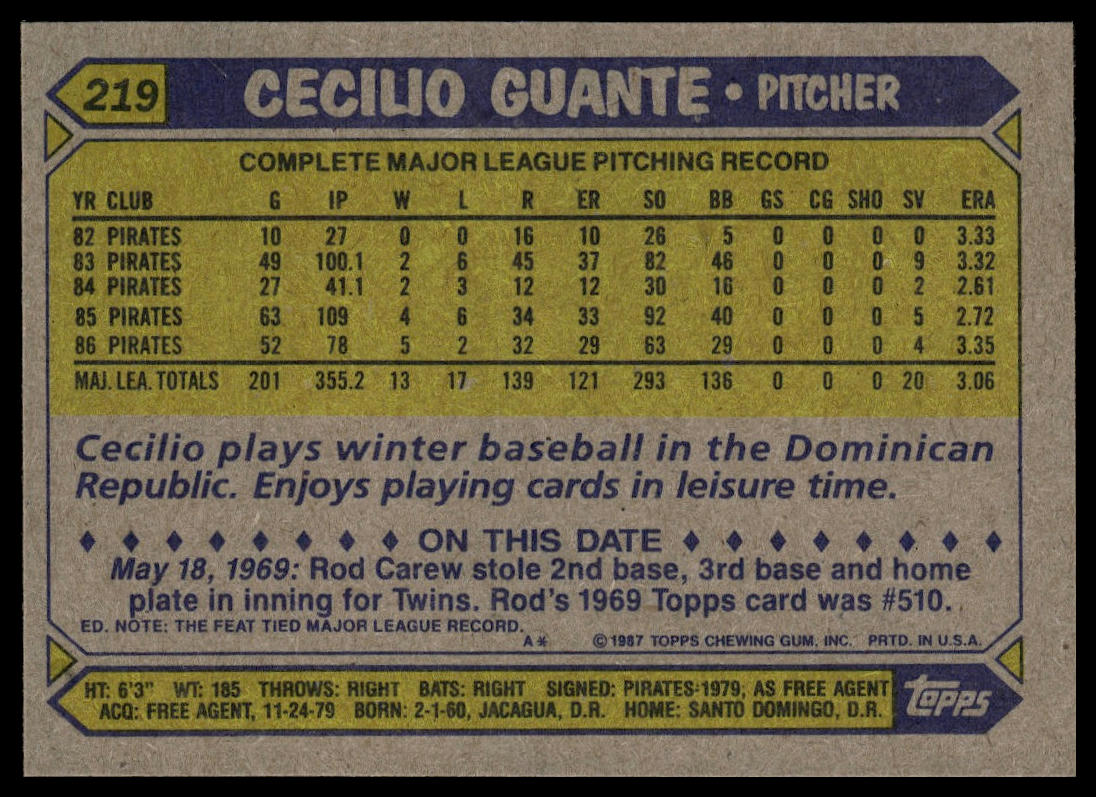 219 CECILIO GUANTE • PITCHER
COMPLETE MAJOR LEAGUE PITCHING RECORD
YR CLUB G IP W L R ER SO BB GS CG SHO SV ERA
82 PIRATES 10 27 0 0 16 10 26 5 0 0 0 0 3.33
83 PIRATES 49 100.1 2 6 45 37 82 46 0 0 0 9 3.32
84 PIRATES 27 41.1 2 3 12 12 30 16 0 0 0 2 2.61
85 PIRATES 63 109 4 6 34 33 92 40 0 0 0 5 2.72
86 PIRATES 52 78 5 2 32 29 63 29 0 0 0 4 3.35
MAJ. LEA. TOTALS 201 355.2 13 17 139 121 293 136 0 0 0 20 3.06
Cecilio plays winter baseball in the Dominican
Republic. Enjoys playing cards in leisure time.
ON THIS DATE
May 18, 1969: Rod Carew stole 2nd base, 3rd base and home
plate in inning for Twins. Rod's 1969 Topps card was #510.
ED. NOTE: THE FEAT TIED MAJOR LEAGUE RECORD.
A* ©1987 TOPPS CHEWING GUM, INC. PRTD. IN U.S.A.
HT: 6'3" WT: 185 THROWS: RIGHT BATS: RIGHT SIGNED: PIRATES-1979, AS FREE AGENT
ACQ: FREE AGENT, 11-24-79 BORN: 2-1-60, JACAGUA, D.R. HOME: SANTO DOMINGO, D.R.
topps